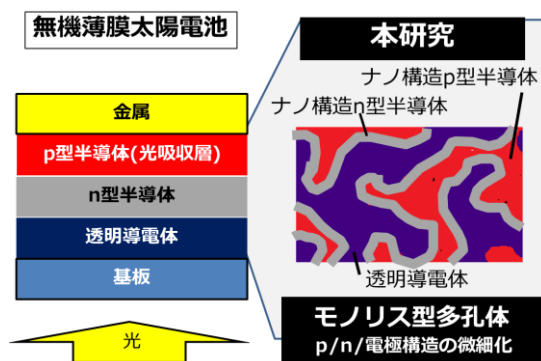 無機薄膜太陽電池
金属
p型半導体(光吸収層)
n型半導体
透明導電体
基板
光
本研究
ナノ構造p型半導体
ナノ構造n型半導体
透明導電体
モノリス型多孔体
p/n/電極構造の微細化